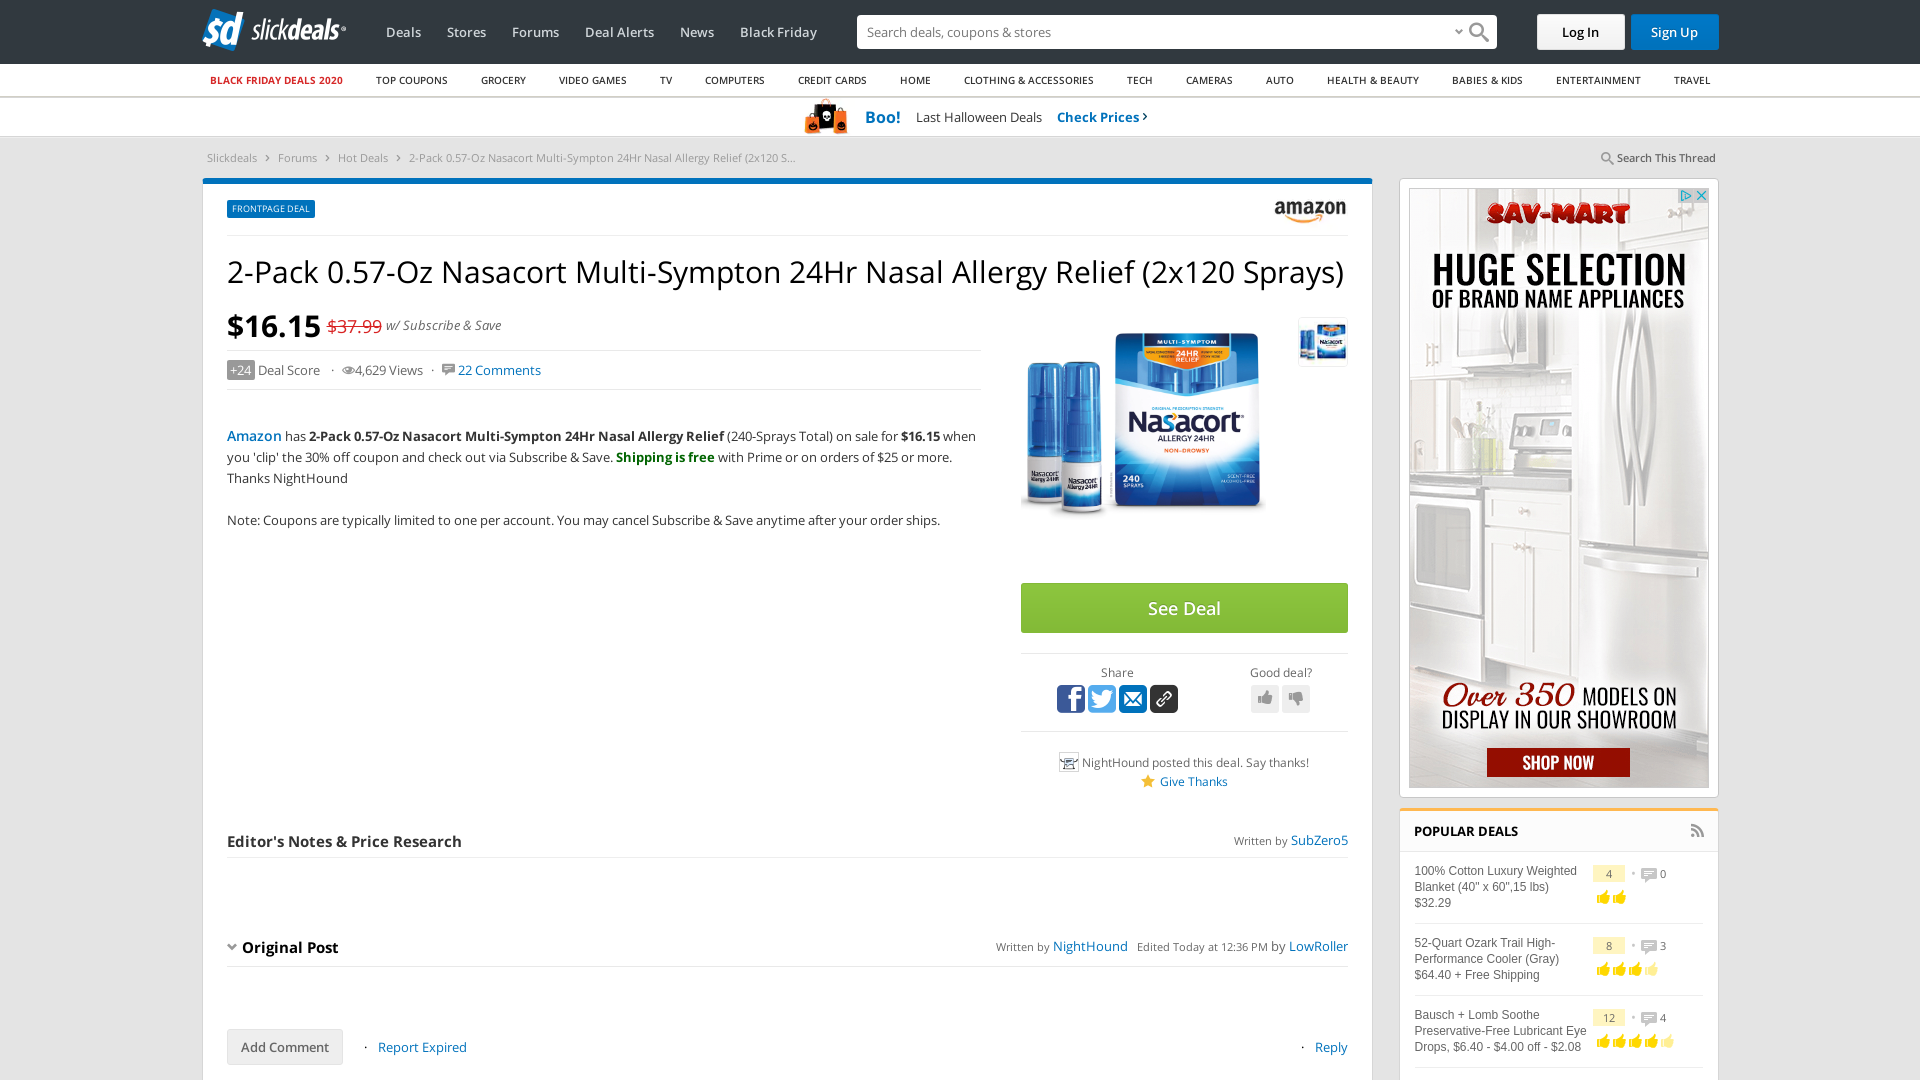 slickdeals
Deals
Stores
Forums
Deal Alerts
News
Black Friday
Search deals, coupons & stores
Log In
Sign Up
BLACK FRIDAY DEALS 2020
TOP COUPONS
GROCERY
VIDEO GAMES
TV
COMPUTERS
CREDIT CARDS
HOME
CLOTHING & ACCESSORIES
TECH
CAMERAS
AUTO
HEALTH & BEAUTY
BABIES & KIDS
ENTERTAINMENT
TRAVEL
Boo! Last Halloween Deals Check Prices
Slickdeals > Forums > Hot Deals > 2-Pack 0.57-Oz Nasacort Multi-Sympton 24Hr Nasal Allergy Relief (2x120 S...
Search This Thread
FRONTPAGE DEAL
amazon
2-Pack 0.57-Oz Nasacort Multi-Sympton 24Hr Nasal Allergy Relief (2x120 Sprays)
$16.15 $37.99 w/ Subscribe & Save
+24 Deal Score · 4,629 Views · 22 Comments
Amazon has 2-Pack 0.57-Oz Nasacort Multi-Sympton 24Hr Nasal Allergy Relief (240-Sprays Total) on sale for $16.15 when
you 'clip' the 30% off coupon and check out via Subscribe & Save. Shipping is free with Prime or on orders of $25 or more.
Thanks NightHound
Note: Coupons are typically limited to one per account. You may cancel Subscribe & Save anytime after your order ships.
MULTI-SYMPTOM
24HR
RELIEF
ORIGINAL PRESCRIPTION STRENGTH
Nasacort
ALLERGY 24HR
NON-DROWSY
240
SPRAYS
SCENT-FREE
ALCOHOL-FREE
Nasacort
Allergy 24HR
Nasacort
Allergy 24HR
See Deal
Share
Good deal?
NightHound posted this deal. Say thanks!
Give Thanks
Editor's Notes & Price Research
Written by SubZero5
Original Post
Written by NightHound Edited Today at 12:36 PM by LowRoller
Add Comment
· Report Expired
· Reply
SAV-MART
HUGE SELECTION
OF BRAND NAME APPLIANCES
Over 350 MODELS ON
DISPLAY IN OUR SHOWROOM
SHOP NOW
POPULAR DEALS
100% Cotton Luxury Weighted
Blanket (40" x 60",15 lbs)
$32.29
4 • 0
52-Quart Ozark Trail High-
Performance Cooler (Gray)
$64.40 + Free Shipping
8 • 3
Bausch + Lomb Soothe
Preservative-Free Lubricant Eye
Drops, $6.40 - $4.00 off - $2.08
12 • 4